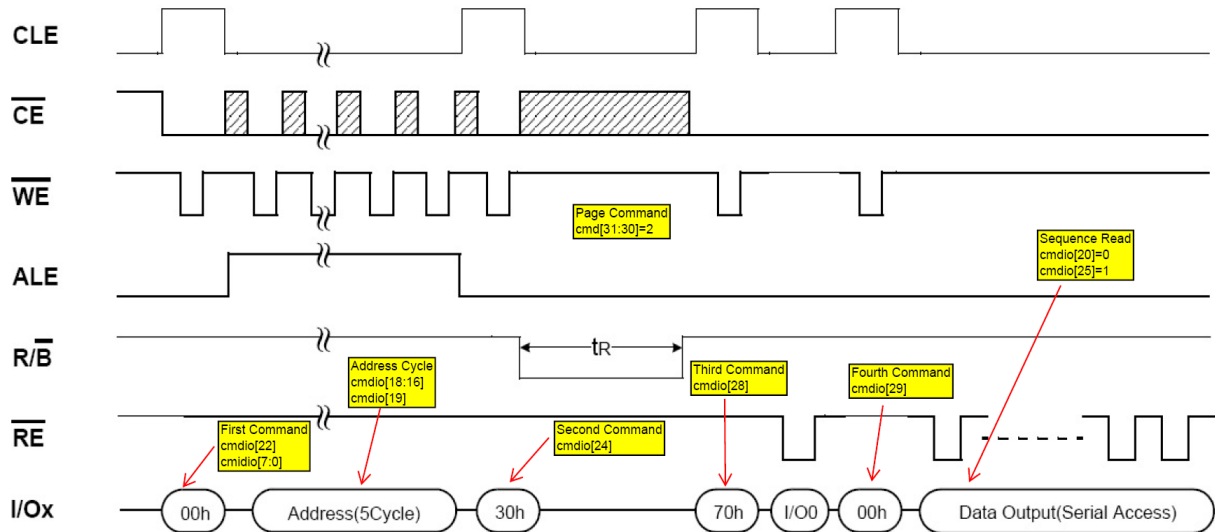 CLE
CE
WE
Page Command
cmd[31:30]=2
Sequence Read
cmdio[20]=0
cmdio[25]=1
ALE
R/B
tR
Address Cycle
cmdio[18:16]
cmdio[19]
Third Command
cmdio[28]
Fourth Command
cmdio[29]
RE
First Command
cmdio[22]
cmidio[7:0]
Second Command
cmdio[24]
I/Ox
00h
Address(5Cycle)
30h
70h
I/O0
00h
Data Output(Serial Access)